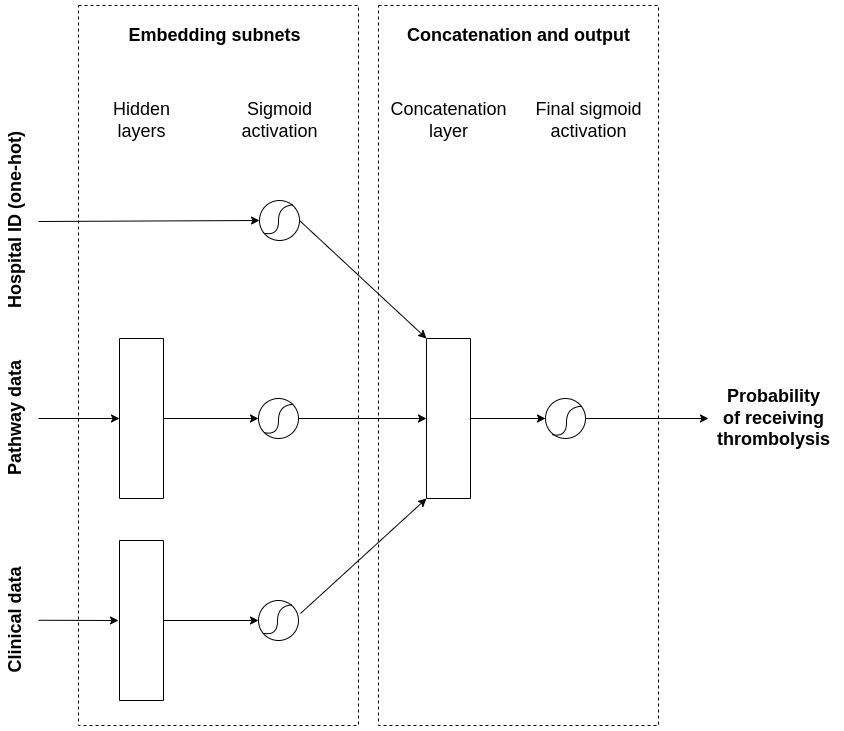 Embedding subnets
Concatenation and output
Hidden
layers
Sigmoid
activation
Concatenation
layer
Final sigmoid
activation
Hospital ID (one-hot)
Pathway data
Clinical data
Probability
of receiving
thrombolysis